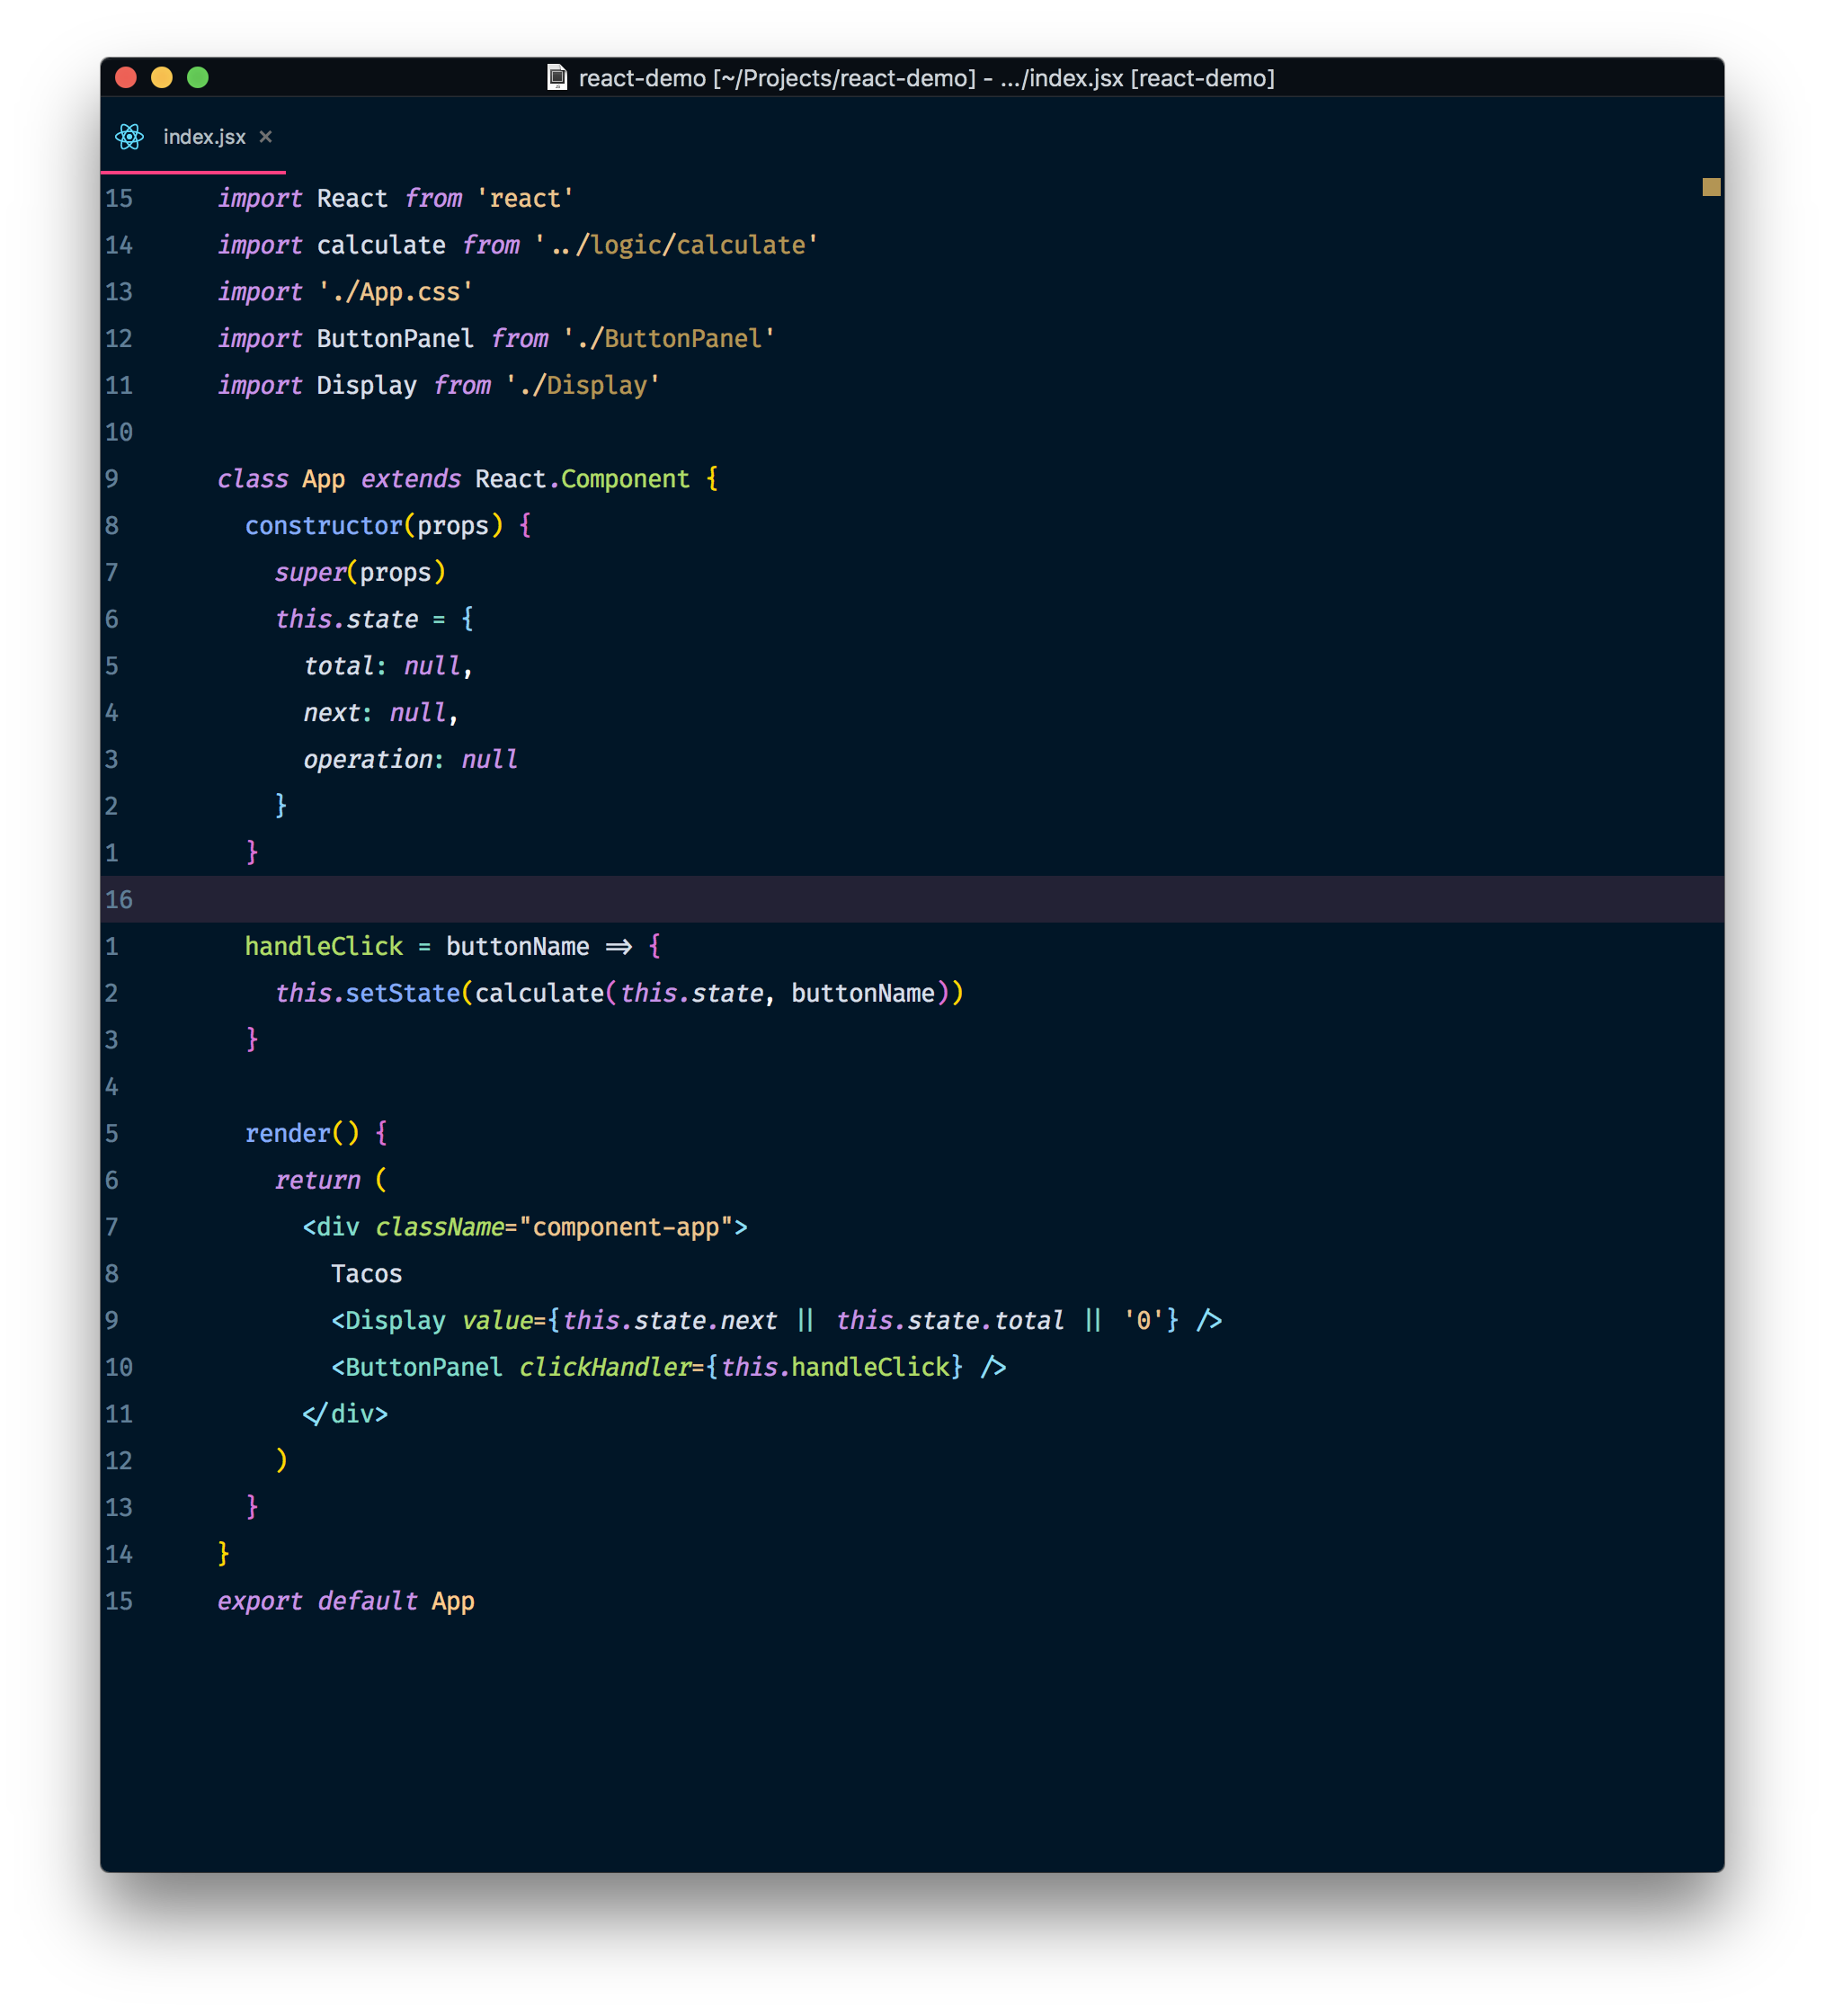 react-demo [~/Projects/react-demo] - .../index.jsx [react-demo]
index.jsx ×
15 import React from 'react'
14 import calculate from '../logic/calculate'
13 import './App.css'
12 import ButtonPanel from './ButtonPanel'
11 import Display from './Display'
10
9 class App extends React.Component {
8   constructor(props) {
7     super(props)
6     this.state = {
5       total: null,
4       next: null,
3       operation: null
2     }
1   }
16
1   handleClick = buttonName => {
2     this.setState(calculate(this.state, buttonName))
3   }
4
5   render() {
6     return (
7       <div className="component-app">
8         Tacos
9         <Display value={this.state.next || this.state.total || '0'} />
10         <ButtonPanel clickHandler={this.handleClick} />
11       </div>
12     )
13   }
14 }
15 export default App